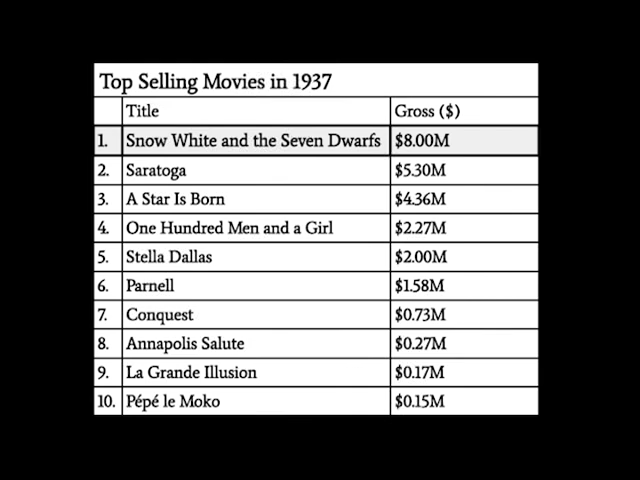 Top Selling Movies in 1937
Title Gross ($)
1. Snow White and the Seven Dwarfs $8.00M
2. Saratoga $5.30M
3. A Star Is Born $4.36M
4. One Hundred Men and a Girl $2.27M
5. Stella Dallas $2.00M
6. Parnell $1.58M
7. Conquest $0.73M
8. Annapolis Salute $0.27M
9. La Grande Illusion $0.17M
10. Pépé le Moko $0.15M